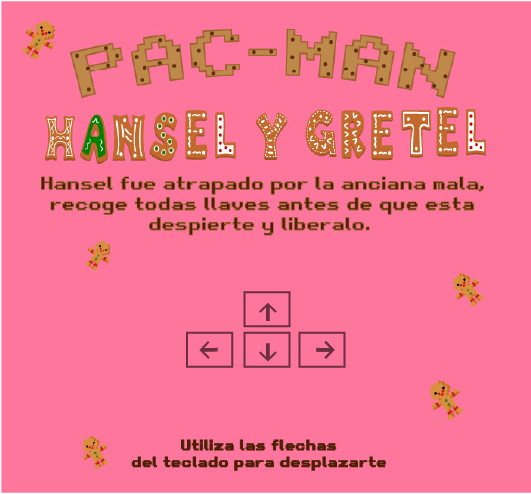 PAC-MAN
HANSEL Y GRETEL
Hansel fue atrapado por la anciana mala,
recoge todas llaves antes de que esta
despierte y liberalo.
↑
← ↓ →
Utiliza las flechas
del teclado para desplazarte